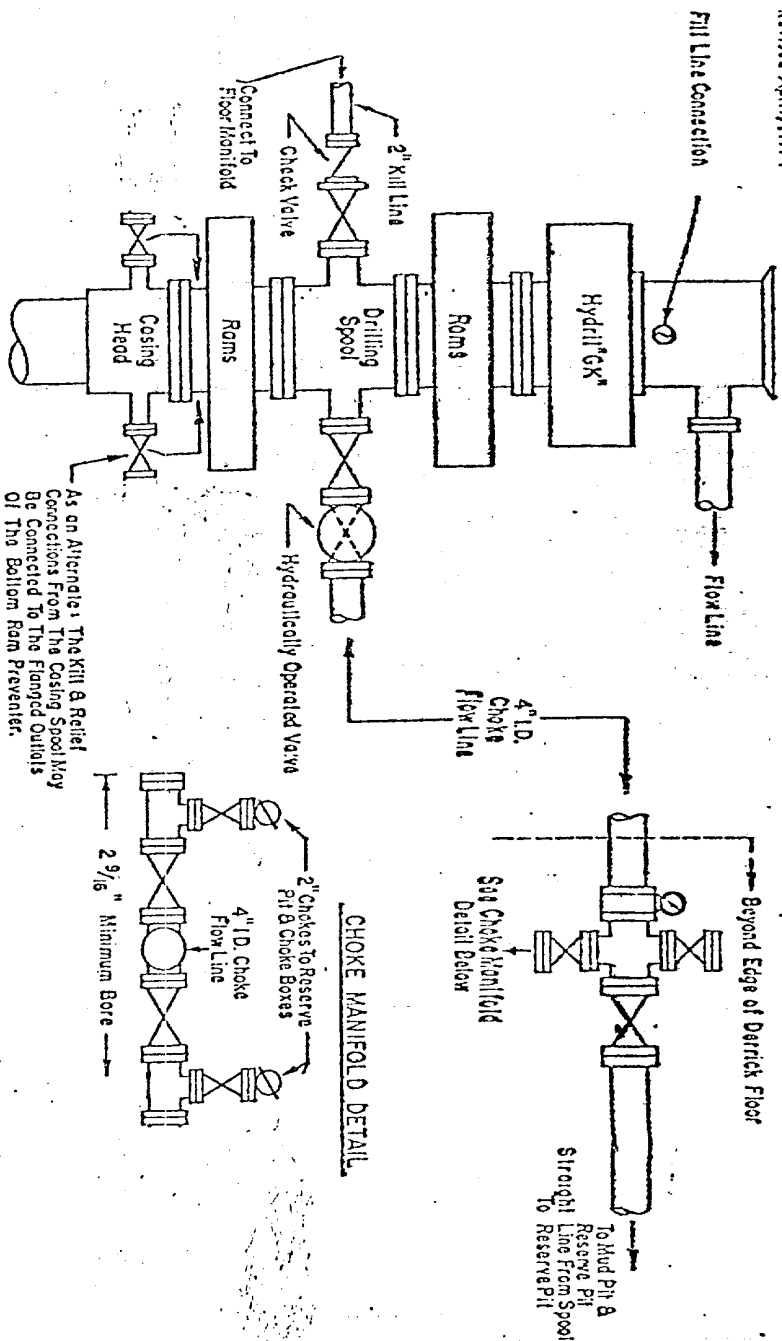 Fill Line Connection
Flow Line
Hydrill "GK"
Rams
Drilling
Spool
2" Kill Line
Check Valve
Connect To
Floor Manifold
Hydraulically Operated Valve
Rams
Casing
Head
As an Alternate: The Kill & Relief
Connections From The Casing Spool May
Be Connected To The Flanged Outlets
Of The Bottom Ram Preventer.
4" I.D.
Choke
Flow Line
Beyond Edge of Derrick Floor
See Choke Manifold
Detail Below
To Mud Pit &
Reserve Pit
Straight Line From Spool
To Reserve Pit
CHOKE MANIFOLD DETAIL
2" Chokes To Reserve
Pit & Choke Boxes
4" I.D. Choke
Flow Line
2 9/16" Minimum Bore